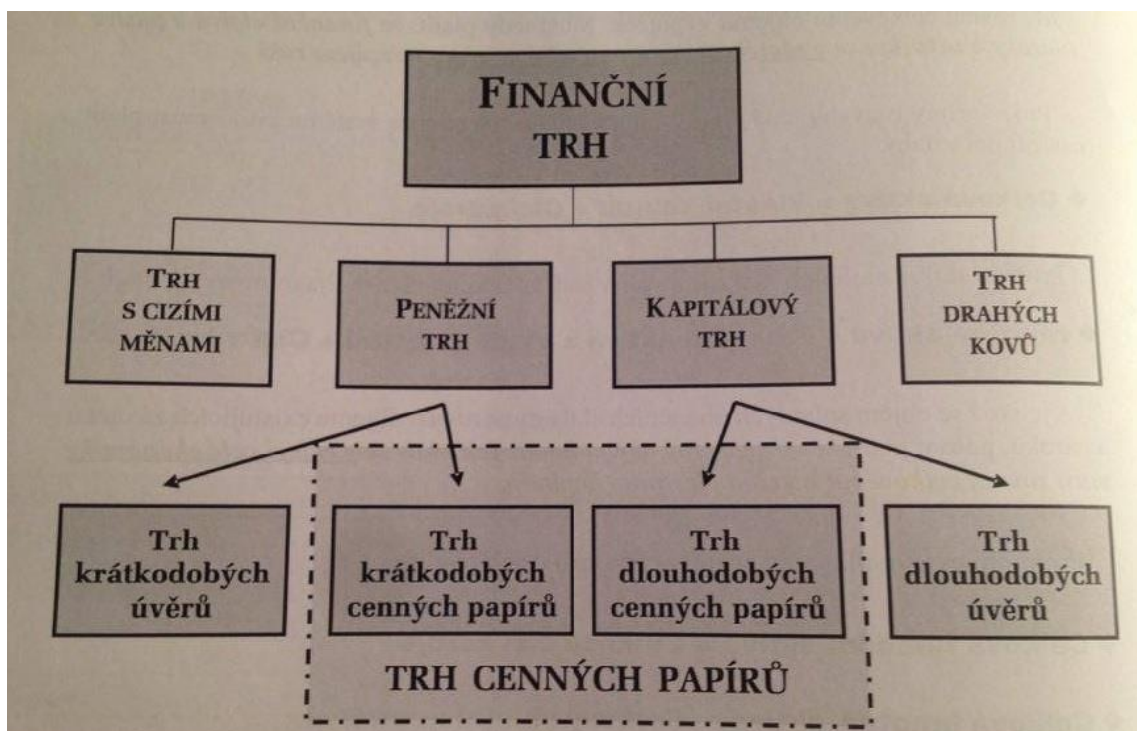 FINANČNÍ
TRH
TRH
S CIZÍMI
MĚNAMI
PENĚŽNÍ
TRH
KAPITÁLOVÝ
TRH
TRH
DRAHÝCH
KOVŮ
Trh
krátkodobých
úvěrů
Trh
krátkodobých
cenných papírů
Trh
dlouhodobých
cenných papírů
Trh
dlouhodobých
úvěrů
TRH CENNÝCH PAPÍRŮ